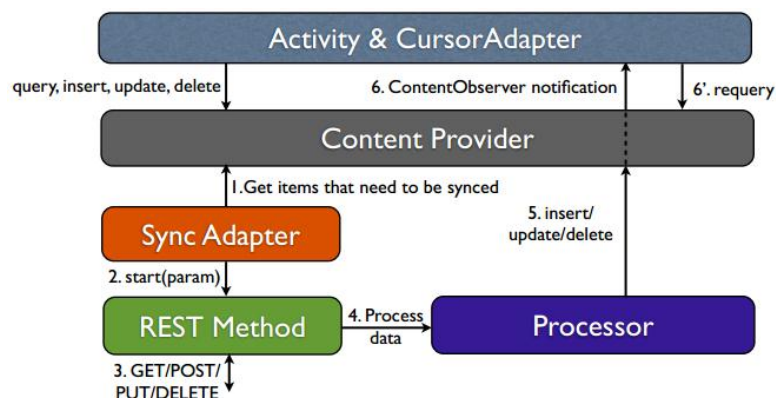 Activity & CursorAdapter
query, insert, update, delete
6. ContentObserver notification
6'. requery
Content Provider
1.Get items that need to be synced
Sync Adapter
5. insert/
update/delete
2. start(param)
REST Method
4. Process
data
Processor
3. GET/POST/
PUT/DELETE